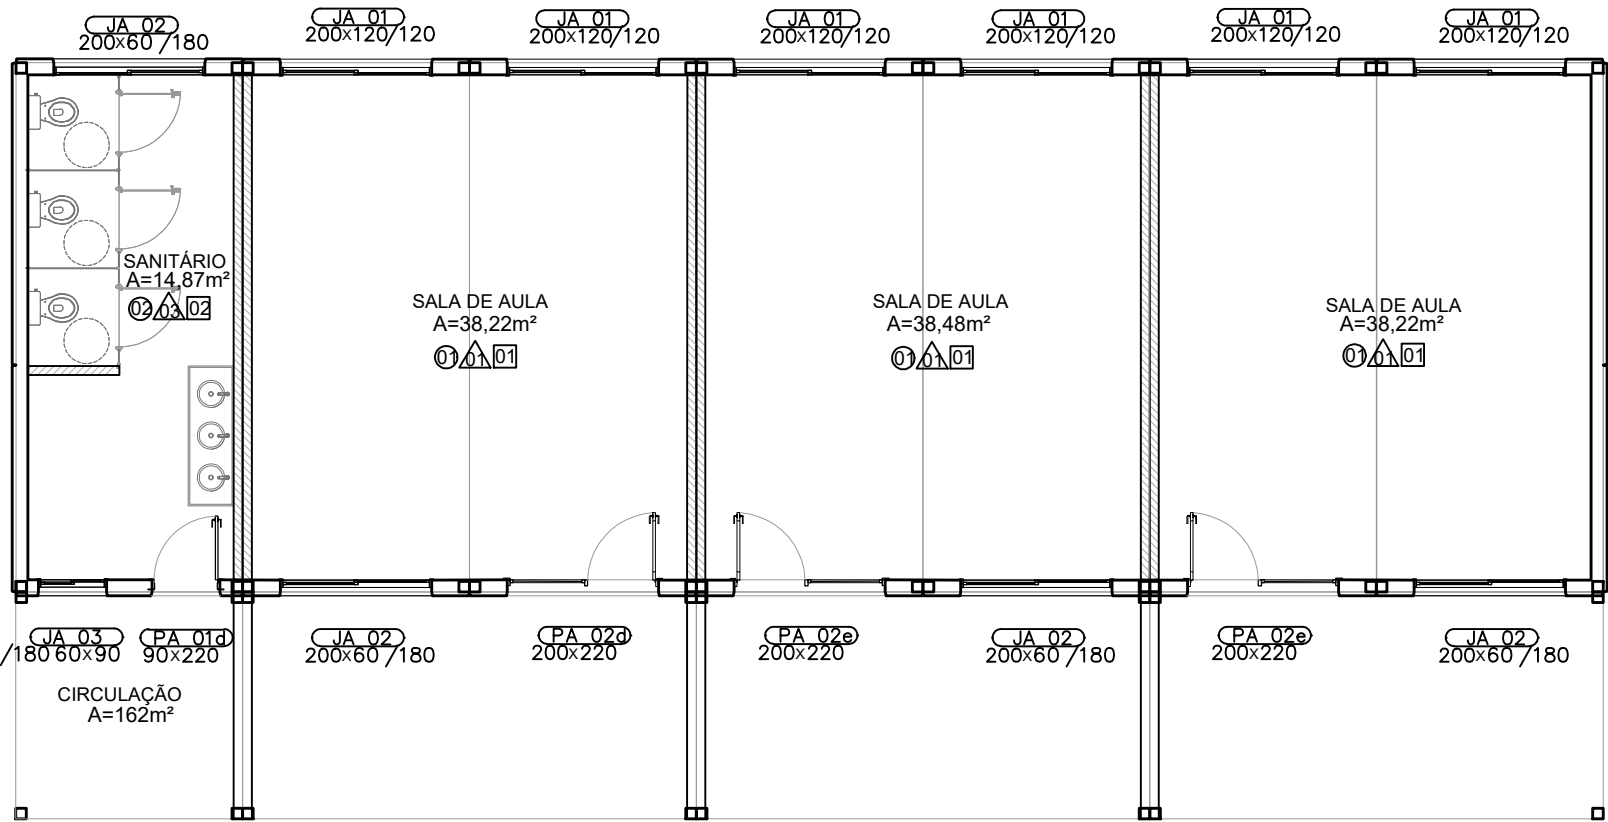 JA 02
200x60 /180
JA 01
200x120/120
JA 01
200x120/120
JA 01
200x120/120
JA 01
200x120/120
JA 01
200x120/120
JA 01
200x120/120
SANITÁRIO
A=14,87m²
02 03 02
SALA DE AULA
A=38,22m²
01 01 01
SALA DE AULA
A=38,48m²
01 01 01
SALA DE AULA
A=38,22m²
01 01 01
JA 03
/180 60x90
PA 01d
90x220
JA 02
200x60 /180
PA 02d
200x220
PA 02e
200x220
JA 02
200x60 /180
PA 02e
200x220
JA 02
200x60 /180
CIRCULAÇÃO
A=162m²